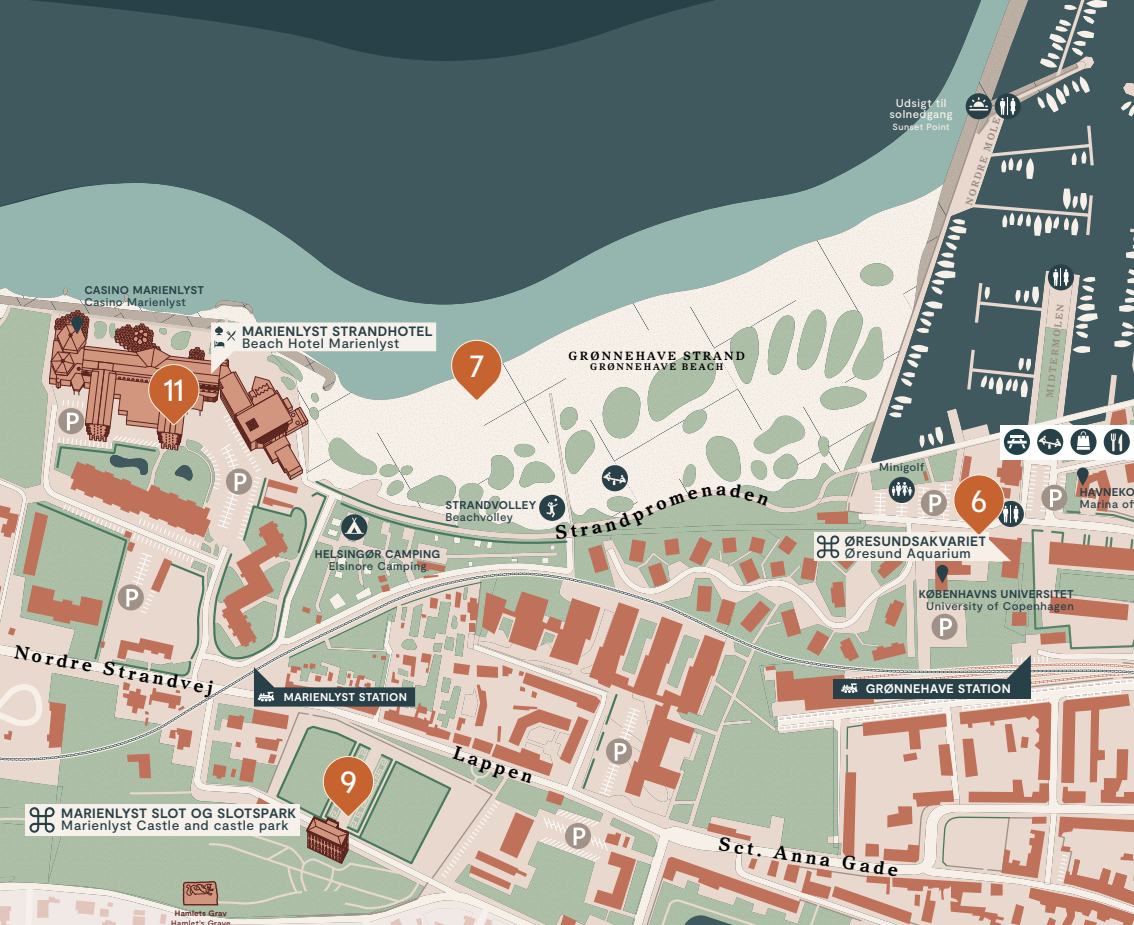 Udsigt til
solnedgang
Sunset Point
NORDRE MOLE
MIDTERMOLEN
CASINO MARIENLYST
Casino Marienlyst
MARIENLYST STRANDHOTEL
Beach Hotel Marienlyst
11
7
GRØNNEHAVE STRAND
GRØNNEHAVE BEACH
P
P
P
STRANDVOLLEY
Beachvolley
Strandpromenaden
Minigolf
P
6
P
HAVNEKO
Marina of
ØRESUNDSAKVARIET
Øresund Aquarium
HELSINGØR CAMPING
Elsinore Camping
KØBENHAVNS UNIVERSITET
University of Copenhagen
P
Nordre Strandvej
MARIENLYST STATION
GRØNNEHAVE STATION
Lappen
P
9
MARIENLYST SLOT OG SLOTSPARK
Marienlyst Castle and castle park
P
Sct. Anna Gade
Hamlets Grav
Hamlet's Grave